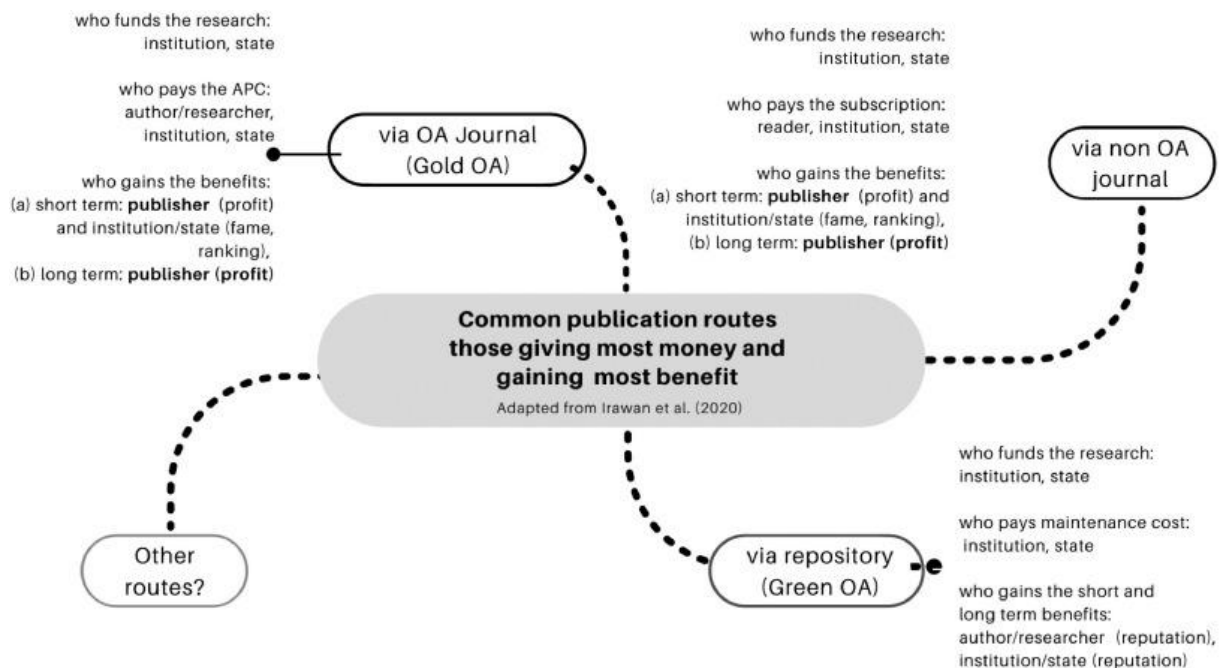 who funds the research:
institution, state
who pays the APC:
author/researcher,
institution, state
who gains the benefits:
(a) short term: publisher (profit)
and institution/state (fame,
ranking),
(b) long term: publisher (profit)
via OA Journal
(Gold OA)
who funds the research:
institution, state
who pays the subscription:
reader, institution, state
who gains the benefits:
(a) short term: publisher (profit) and
institution/state (fame, ranking),
(b) long term: publisher (profit)
via non OA
journal
Common publication routes
those giving most money and
gaining most benefit
Adapted from Irawan et al. (2020)
Other
routes?
via repository
(Green OA)
who funds the research:
institution, state
who pays maintenance cost:
institution, state
who gains the short and
long term benefits:
author/researcher (reputation),
institution/state (reputation)